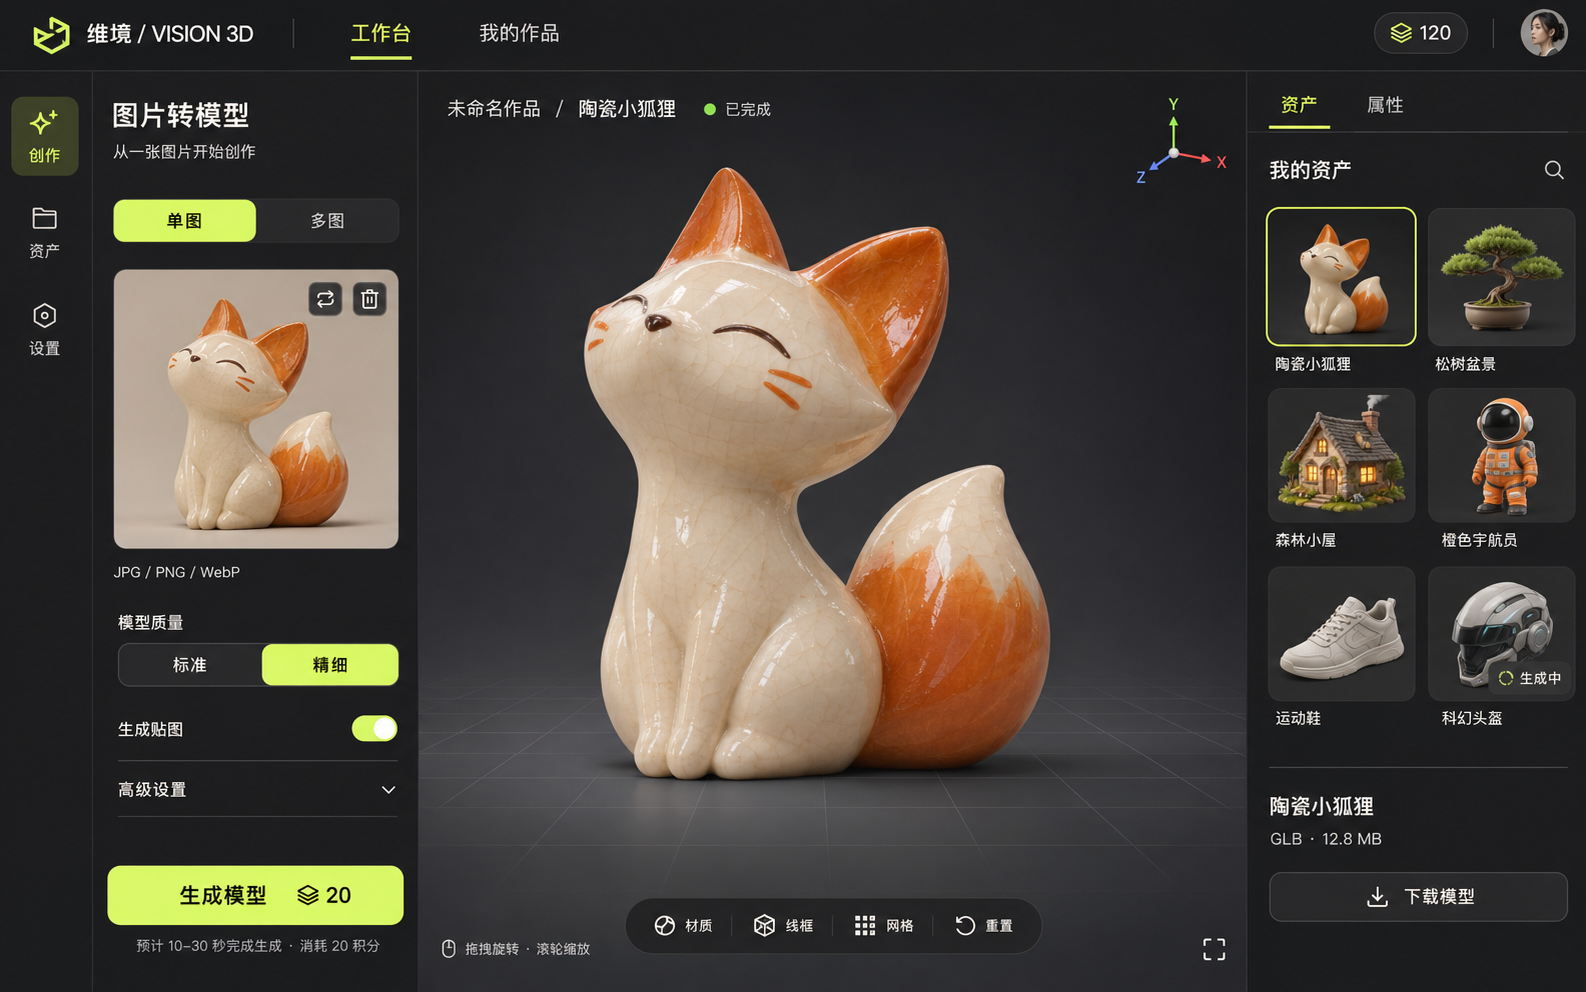 维境 / VISION 3D
工作台
我的作品
120
创作
资产
设置
图片转模型
从一张图片开始创作
单图
多图
JPG / PNG / WebP
模型质量
标准
精细
生成贴图
高级设置
生成模型 20
预计 10–30 秒完成生成 · 消耗 20 积分
未命名作品 / 陶瓷小狐狸
已完成
Y
X
Z
拖拽旋转 · 滚轮缩放
材质
线框
网格
重置
资产
属性
我的资产
陶瓷小狐狸
松树盆景
森林小屋
橙色宇航员
运动鞋
生成中
科幻头盔
陶瓷小狐狸
GLB · 12.8 MB
下载模型